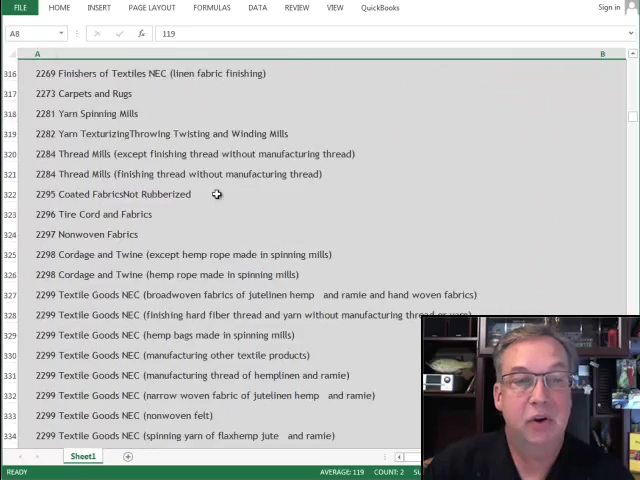 FILE HOME INSERT PAGE LAYOUT FORMULAS DATA REVIEW VIEW QuickBooks Sign in
A8 fx 119
A B
316 2269 Finishers of Textiles NEC (linen fabric finishing)
317 2273 Carpets and Rugs
318 2281 Yarn Spinning Mills
319 2282 Yarn TexturizingThrowing Twisting and Winding Mills
320 2284 Thread Mills (except finishing thread without manufacturing thread)
321 2284 Thread Mills (finishing thread without manufacturing thread)
322 2295 Coated FabricsNot Rubberized
323 2296 Tire Cord and Fabrics
324 2297 Nonwoven Fabrics
325 2298 Cordage and Twine (except hemp rope made in spinning mills)
326 2298 Cordage and Twine (hemp rope made in spinning mills)
327 2299 Textile Goods NEC (broadwoven fabrics of jutelinen hemp and ramie and hand woven fabrics)
328 2299 Textile Goods NEC (finishing hard fiber thread and yarn without manufacturing thread or yarn)
329 2299 Textile Goods NEC (hemp bags made in spinning mills)
330 2299 Textile Goods NEC (manufacturing other textile products)
331 2299 Textile Goods NEC (manufacturing thread of hemplinen and ramie)
332 2299 Textile Goods NEC (narrow woven fabric of jutelinen hemp and ramie)
333 2299 Textile Goods NEC (nonwoven felt)
334 2299 Textile Goods NEC (spinning yarn of flaxhemp jute and ramie)
Sheet1
READY AVERAGE: 119 COUNT: 2